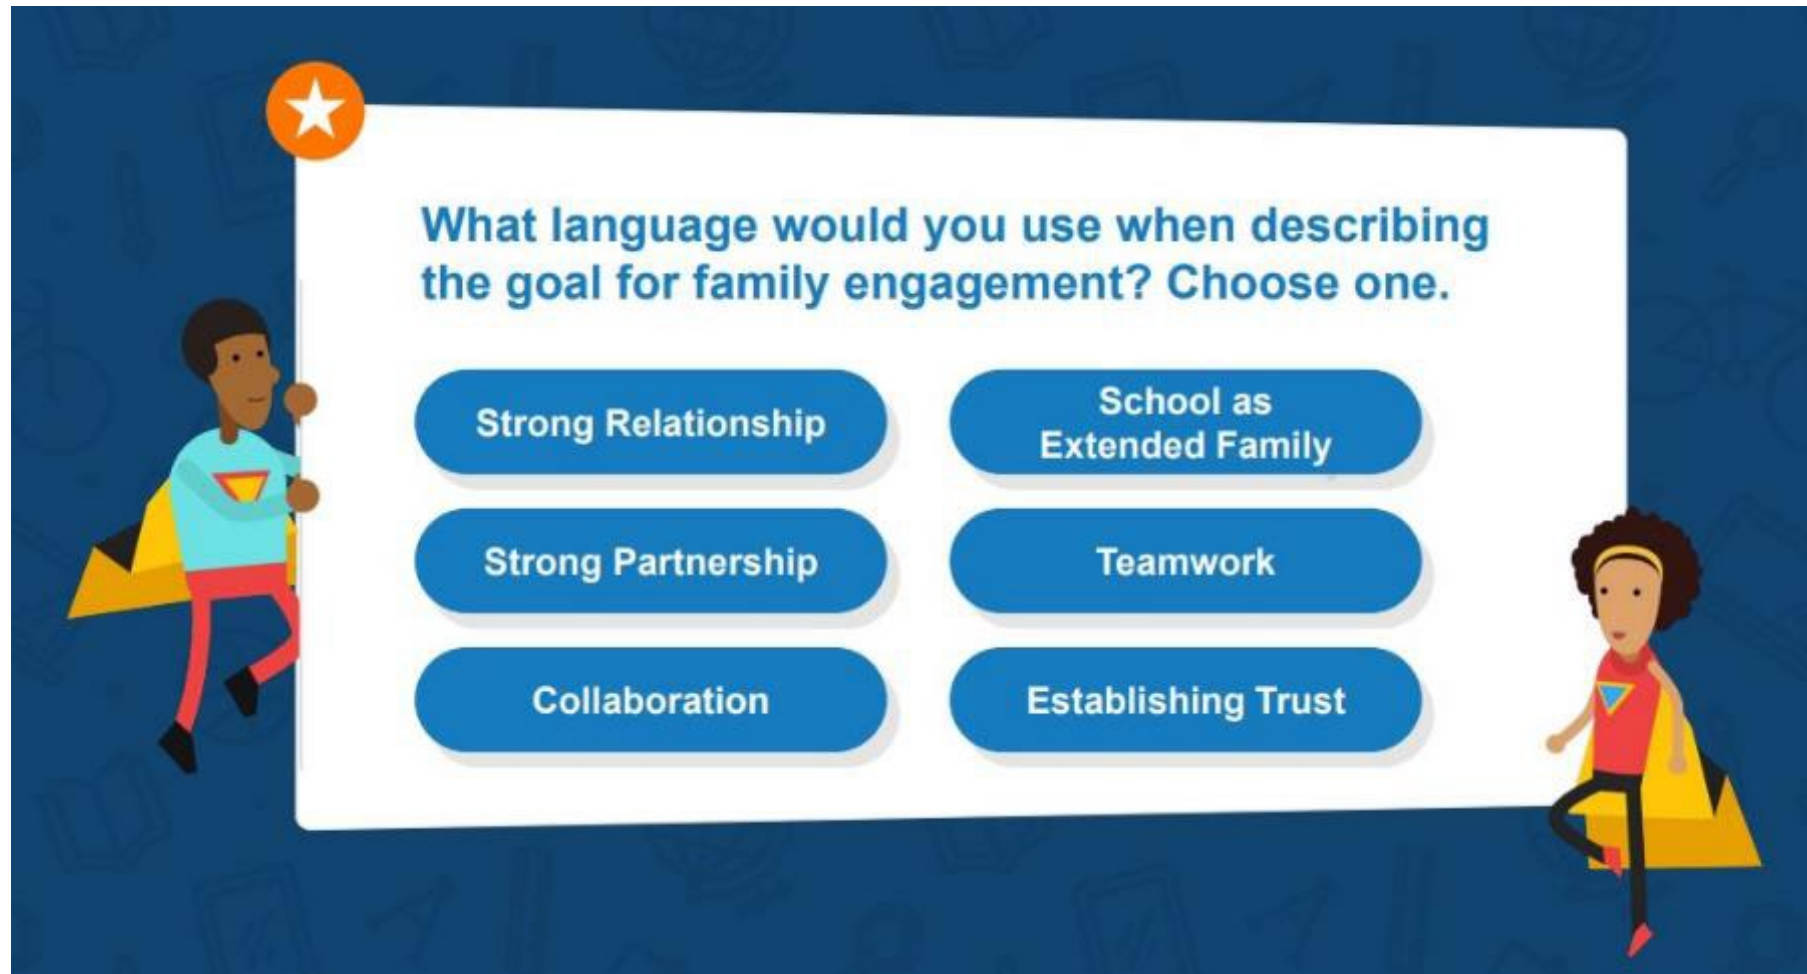 What language would you use when describing
the goal for family engagement? Choose one.
Strong Relationship
School as
Extended Family
Strong Partnership
Teamwork
Collaboration
Establishing Trust